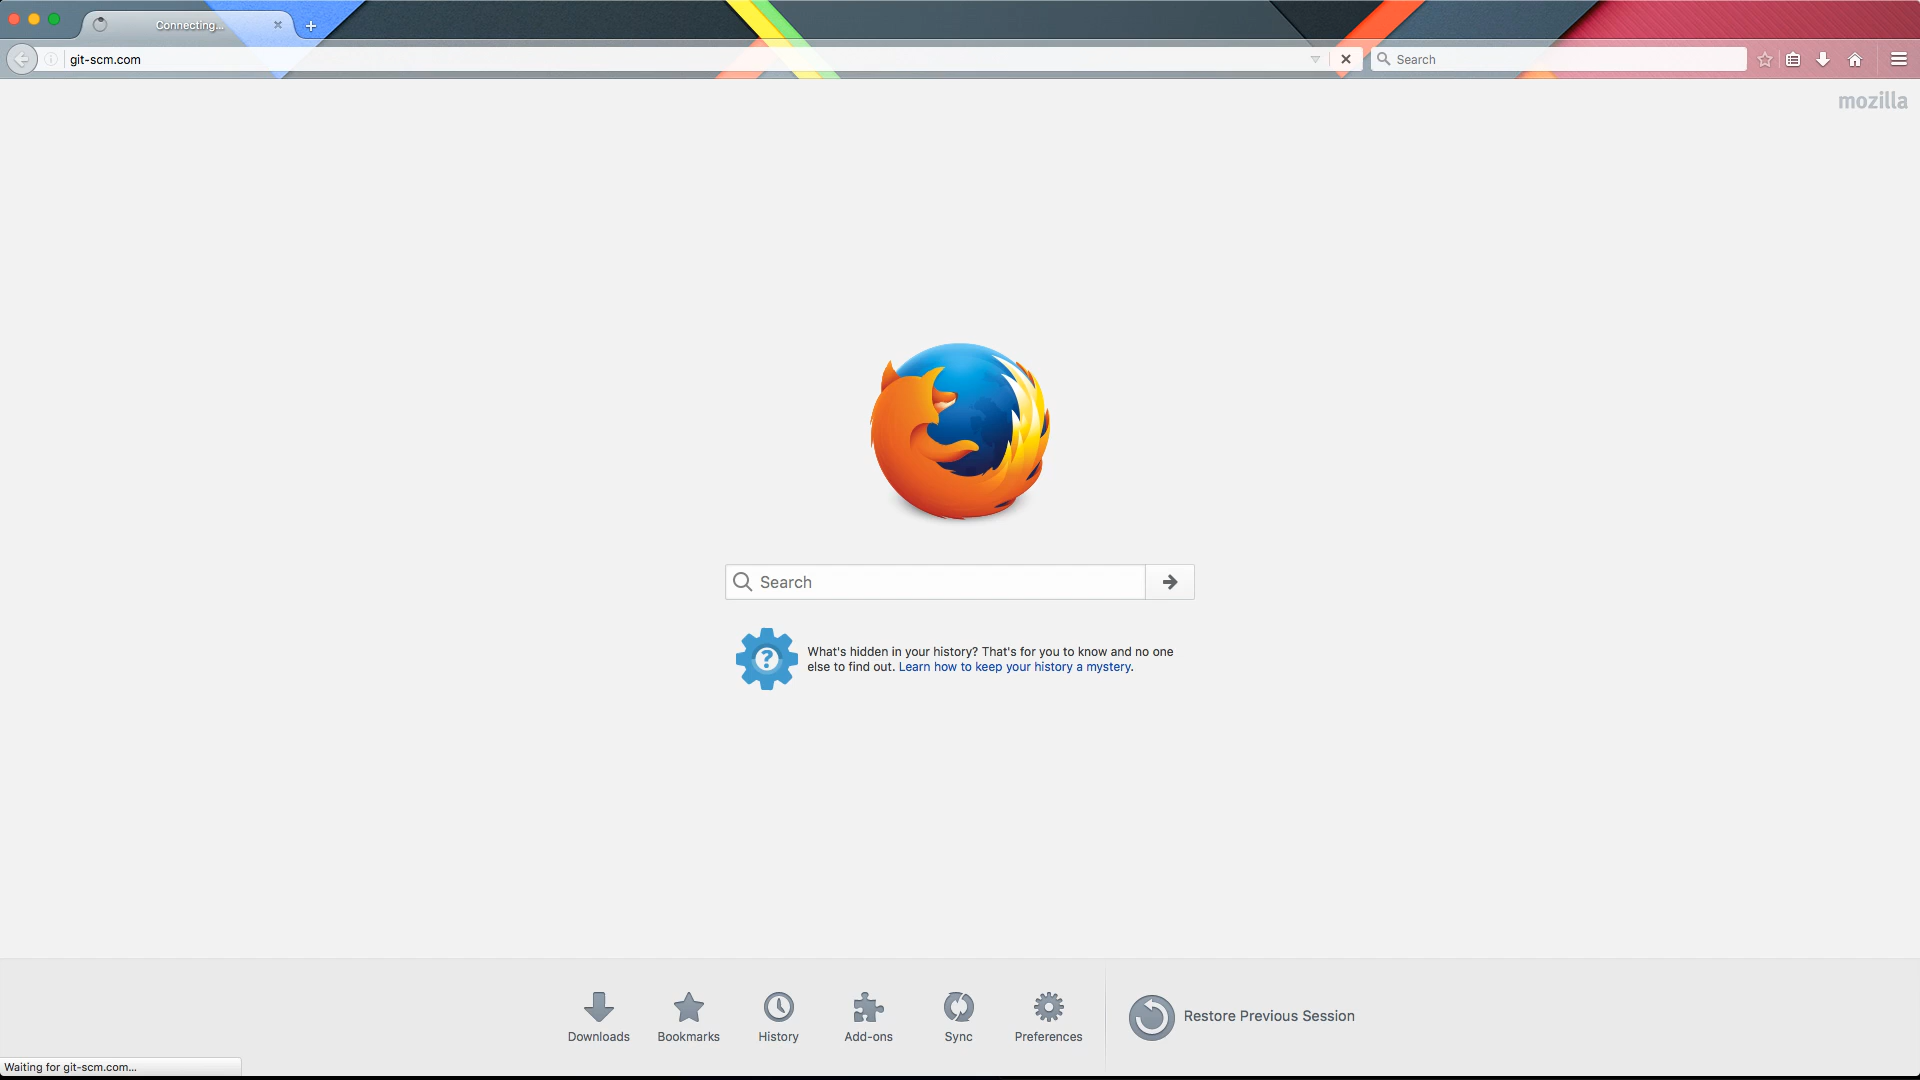 Connecting...
git-scm.com
Search
mozilla
Search
What's hidden in your history? That's for you to know and no one
else to find out. Learn how to keep your history a mystery.
Downloads
Bookmarks
History
Add-ons
Sync
Preferences
Restore Previous Session
Waiting for git-scm.com...